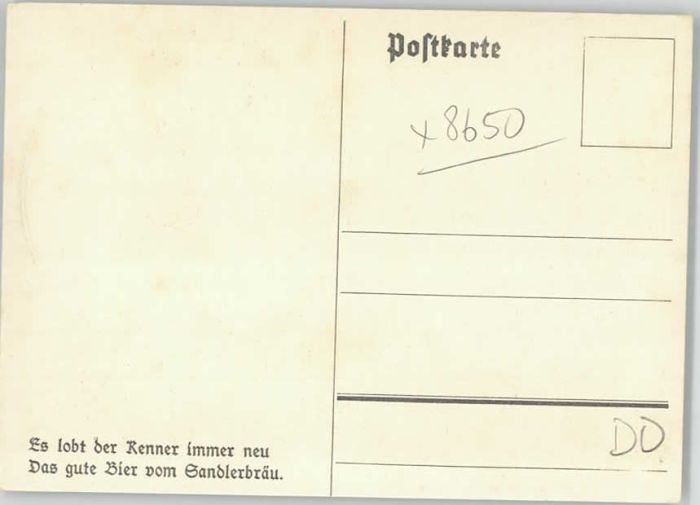 Postkarte
x 8650
DO
Es lobt der Kenner immer neu
Das gute Bier vom Sandlerbräu.